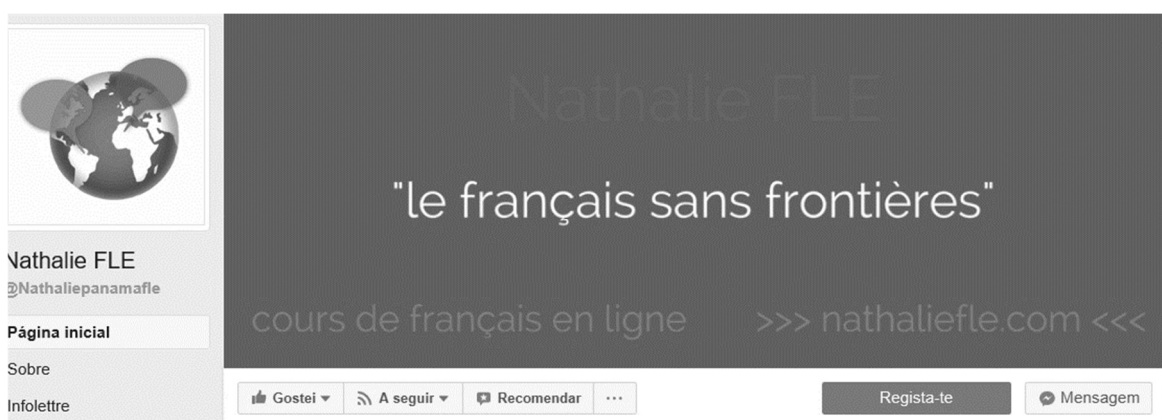 Nathalie FLE
"le français sans frontières"
cours de français en ligne >>> nathaliefle.com <<<
Nathalie FLE
@Nathaliepanamafle
Página inicial
Sobre
Infolettre
Gostei
A seguir
Recomendar
...
Regista-te
Mensagem